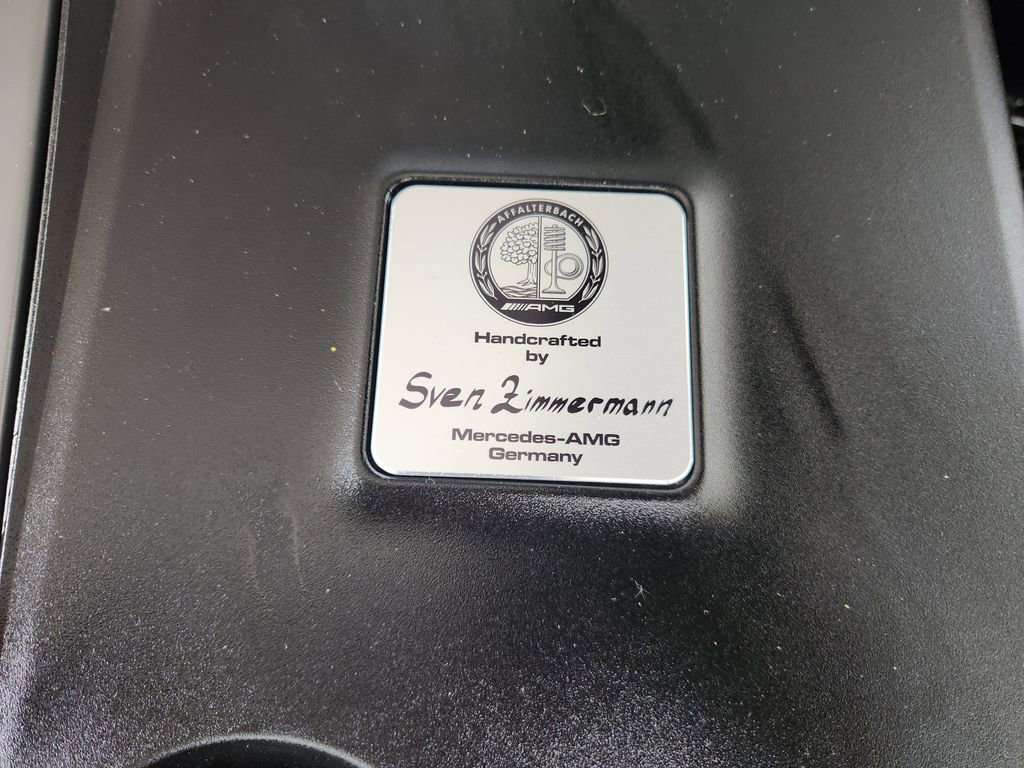 AFFALTERBACH
AMG
Handcrafted
by
Sven Zimmermann
Mercedes-AMG
Germany